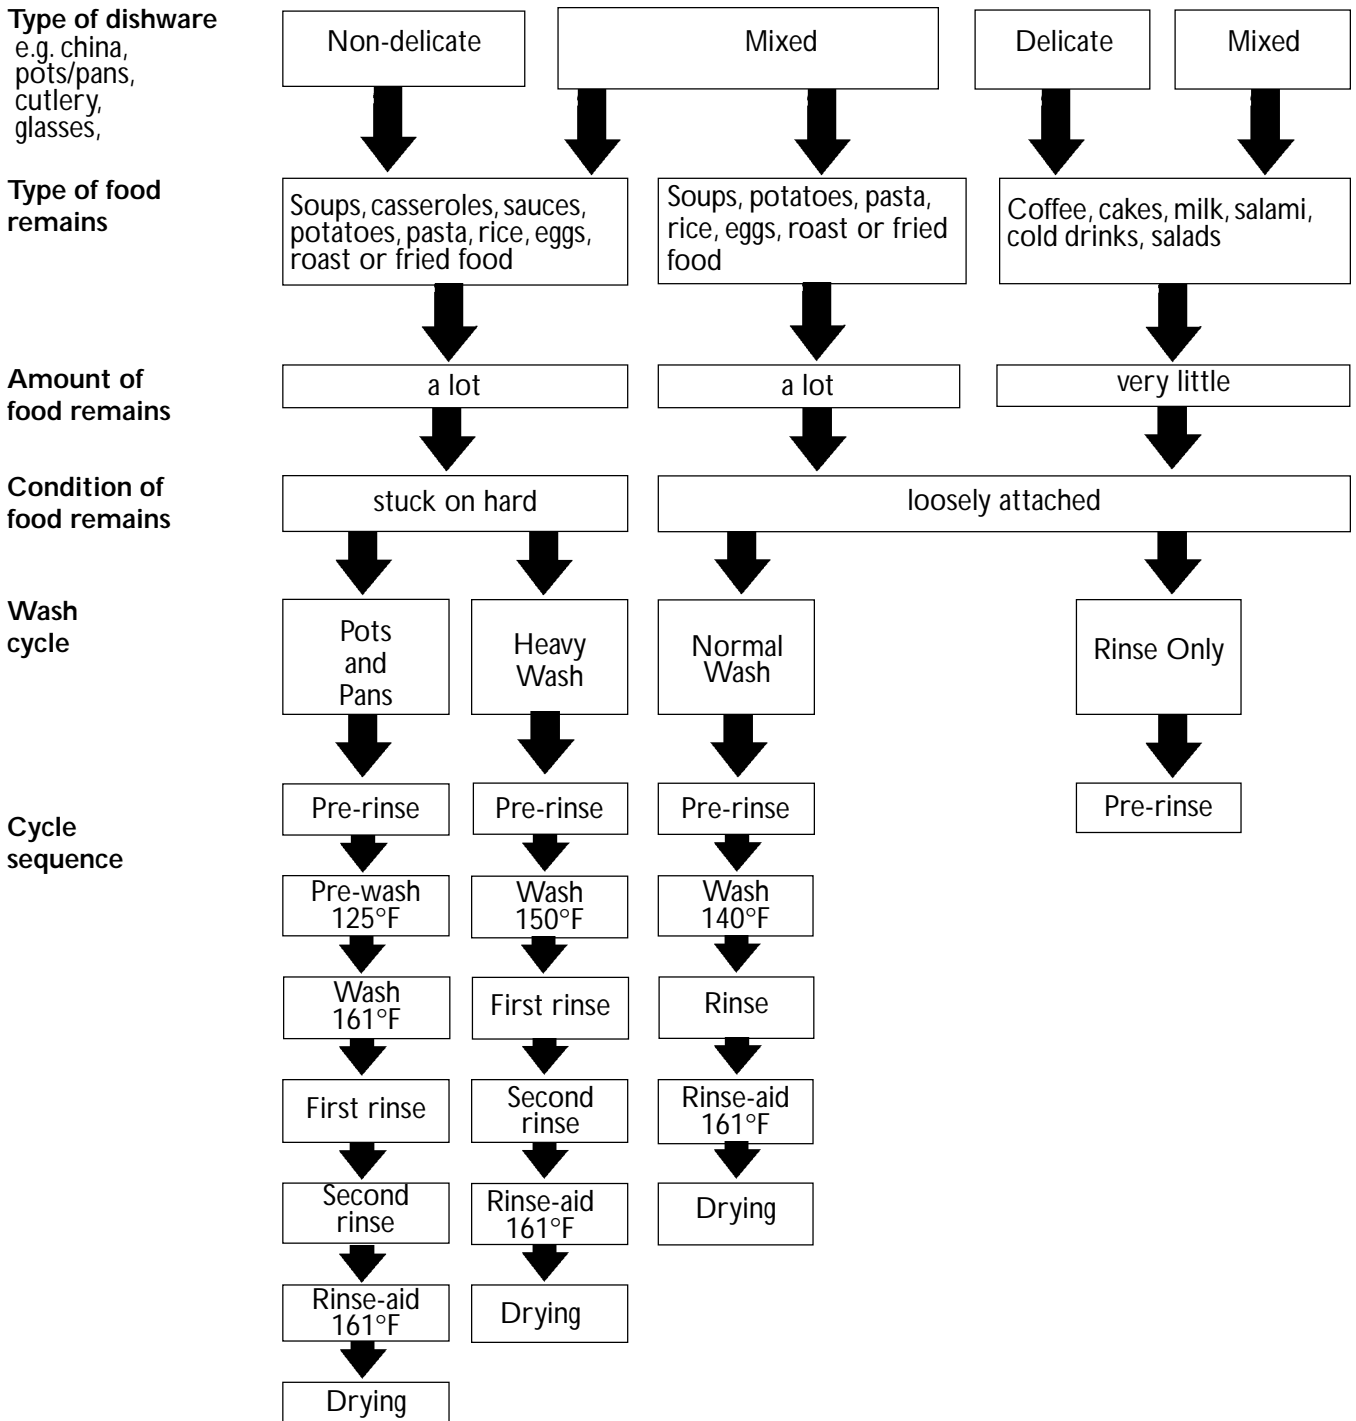 Type of dishware
e.g. china,
pots/pans,
cutlery,
glasses,
Non-delicate
Mixed
Delicate
Mixed
Type of food
remains
Soups, casseroles, sauces,
potatoes, pasta, rice, eggs,
roast or fried food
Soups, potatoes, pasta,
rice, eggs, roast or fried
food
Coffee, cakes, milk, salami,
cold drinks, salads
Amount of
food remains
a lot
a lot
very little
Condition of
food remains
stuck on hard
loosely attached
Wash
cycle
Pots
and
Pans
Heavy
Wash
Normal
Wash
Rinse Only
Cycle
sequence
Pre-rinse
Pre-rinse
Pre-rinse
Pre-rinse
Pre-wash
125°F
Wash
150°F
Wash
140°F
Wash
161°F
First rinse
Rinse
First rinse
Second
rinse
Rinse-aid
161°F
Second
rinse
Rinse-aid
161°F
Drying
Rinse-aid
161°F
Drying
Drying